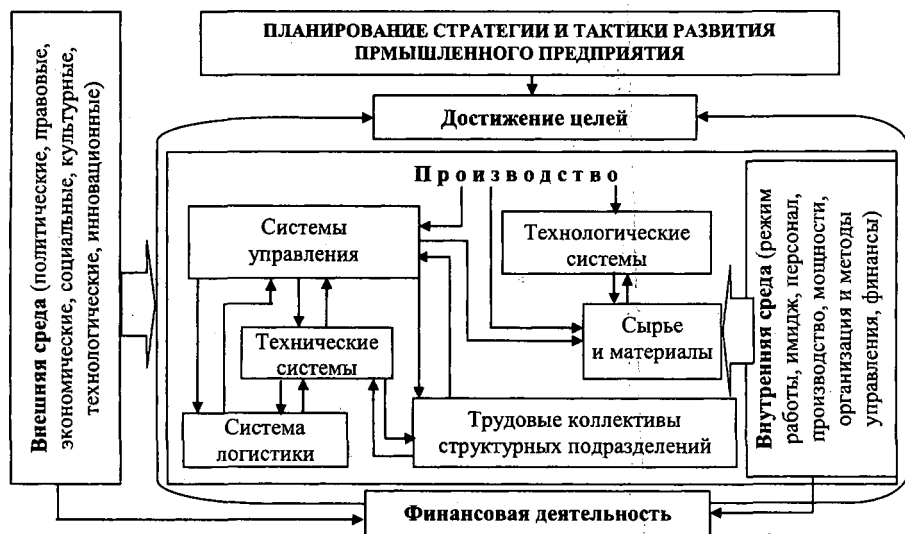 ПЛАНИРОВАНИЕ СТРАТЕГИИ И ТАКТИКИ РАЗВИТИЯ
ПРМЫШЛЕННОГО ПРЕДПРИЯТИЯ
Достижение целей
Внешняя среда (политические, правовые,
экономические, социальные, культурные,
технологические, инновационные)
Производство
Системы
управления
Технологические
системы
Технические
системы
Сырье
и материалы
Система
логистики
Трудовые коллективы
структурных подразделений
Внутренняя среда (режим
работы, имидж, персонал,
производство, мощности,
организация и методы
управления, финансы)
Финансовая деятельность